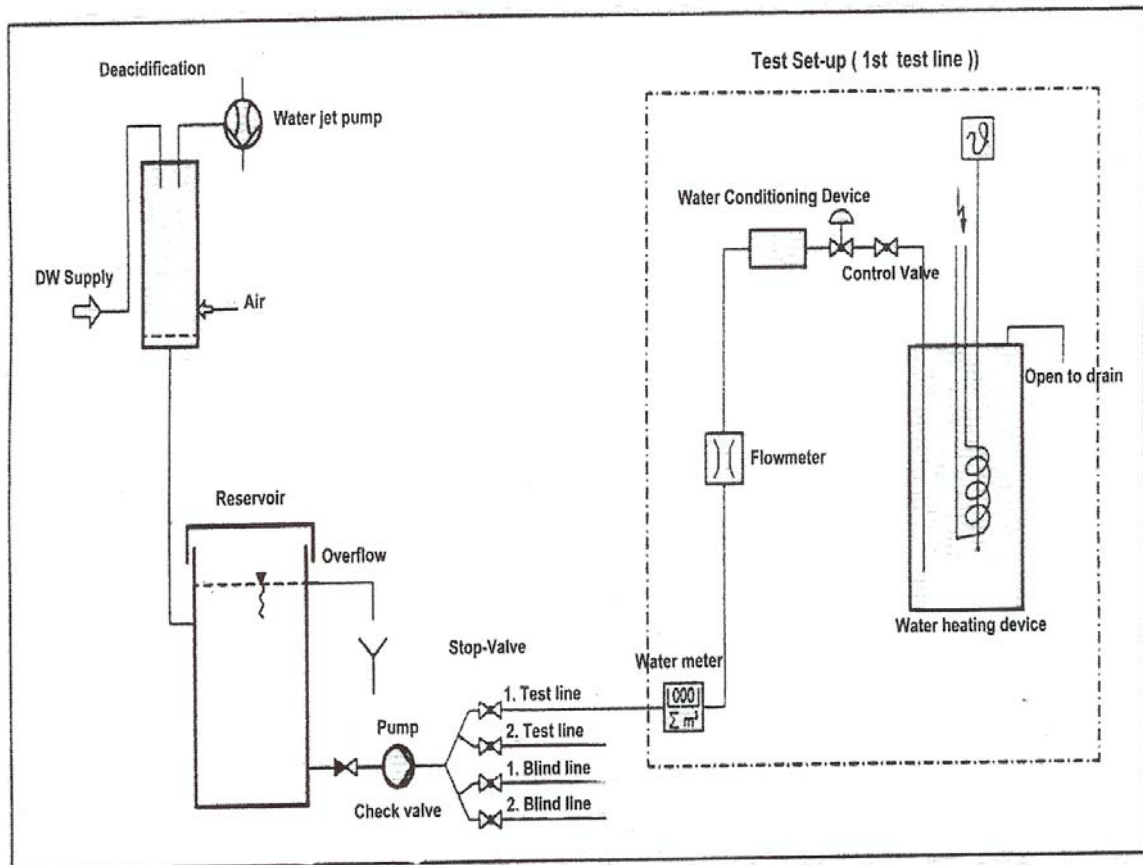 Deacidification
Water jet pump
DW Supply
Air
Reservoir
Overflow
Stop-Valve
Pump
Check valve
1. Test line
2. Test line
1. Blind line
2. Blind line
Test Set-up ( 1st test line ))
Water Conditioning Device
Control Valve
ϑ
Flowmeter
Open to drain
Water heating device
Water meter
000
Σ m³